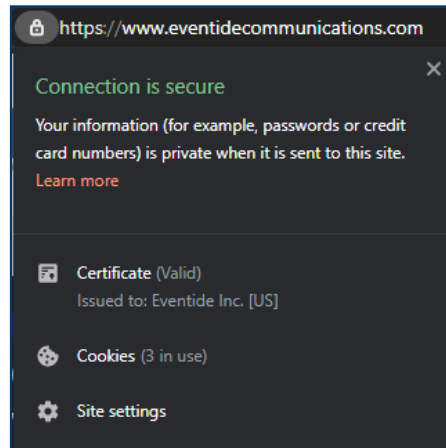 https://www.eventidecommunications.com
Connection is secure
Your information (for example, passwords or credit
card numbers) is private when it is sent to this site.
Learn more
Certificate (Valid)
Issued to: Eventide Inc. [US]
Cookies (3 in use)
Site settings